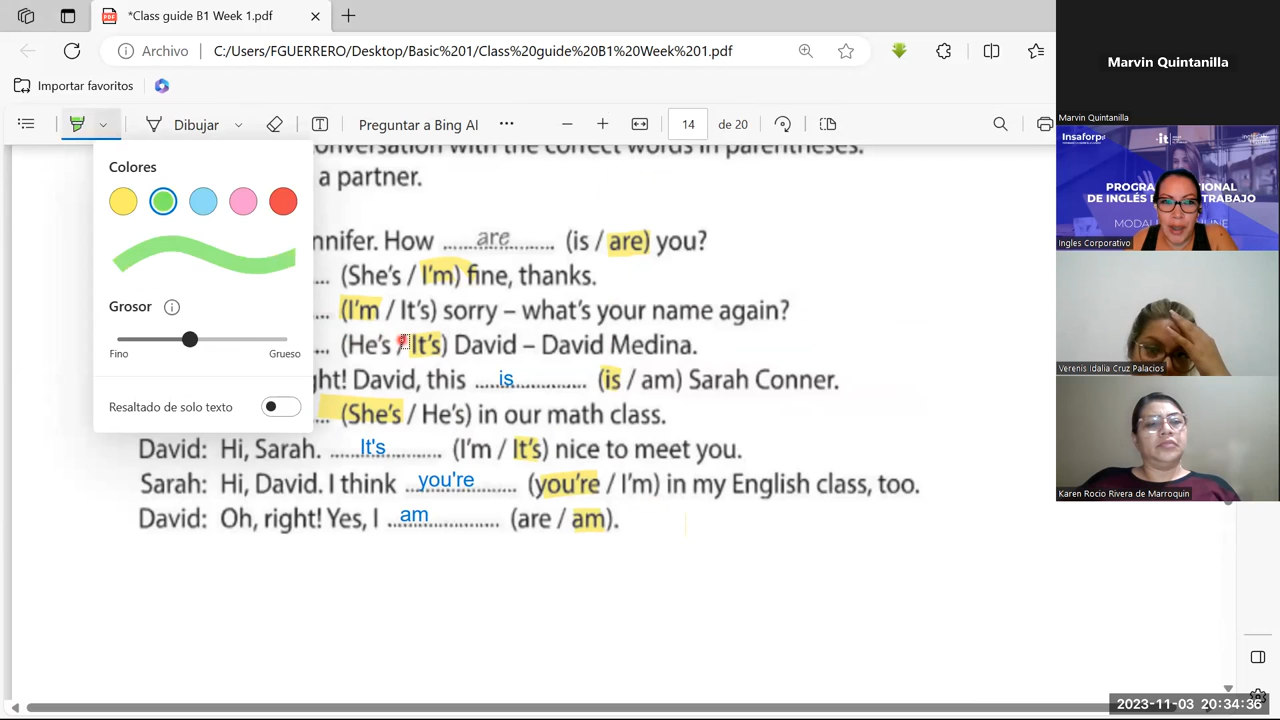 *Class guide B1 Week 1.pdf
Archivo C:/Users/FGUERRERO/Desktop/Basic%201/Class%20guide%20B1%20Week%201.pdf
Importar favoritos
Dibujar Preguntar a Bing AI 14 de 20
Colores
Grosor
Fino Grueso
Resaltado de solo texto
onversation with the correct words in parentheses.
a partner.
nnifer. How are (is / are) you?
(She's / I'm) fine, thanks.
(I'm / It's) sorry – what's your name again?
(He's / It's) David – David Medina.
ght! David, this is (is / am) Sarah Conner.
(She's / He's) in our math class.
David: Hi, Sarah. It's (I'm / It's) nice to meet you.
Sarah: Hi, David. I think you're (you're / I'm) in my English class, too.
David: Oh, right! Yes, I am (are / am).
Marvin Quintanilla
Marvin Quintanilla
Insaforp
it
PROGRA IONAL
DE INGLÉS TRABAJO
MODAL LINE
Ingles Corporativo
Verenis Idalia Cruz Palacios
Karen Rocio Rivera de Marroquin
2023-11-03 20:34:36